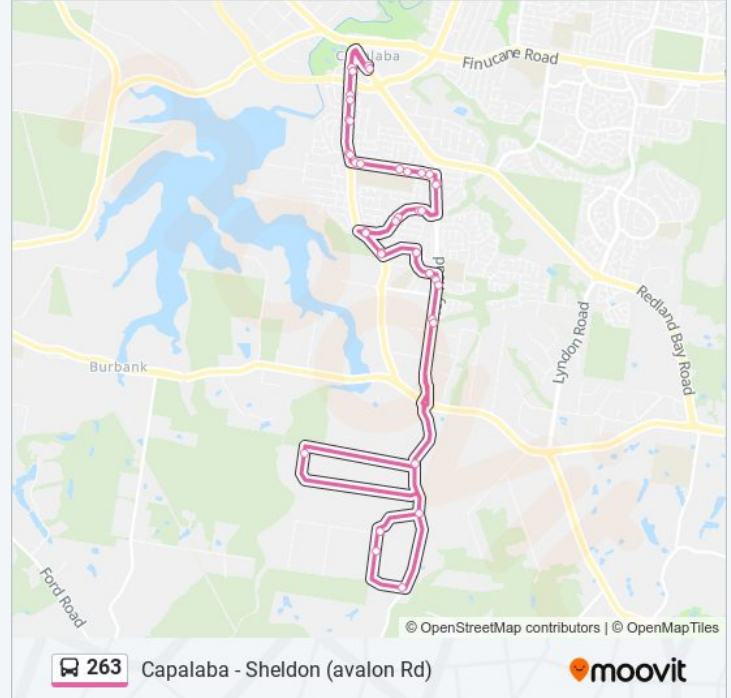 Capalaba
Finucane Road
Redland Bay Road
Lyndon Road
Burbank
Ford Road
© OpenStreetMap contributors | © OpenMapTiles
263 Capalaba - Sheldon (avalon Rd)
moovit